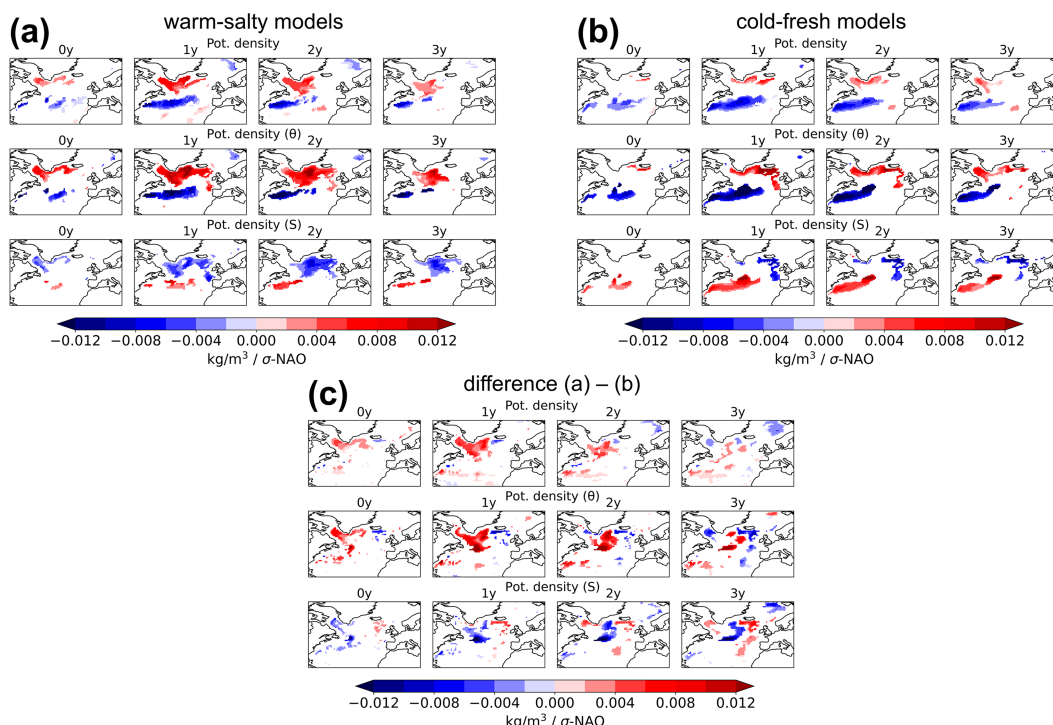 (a) warm-salty models
Pot. density
0y 1y 2y 3y
Pot. density (θ)
0y 1y 2y 3y
Pot. density (S)
0y 1y 2y 3y
−0.012 −0.008 −0.004 0.000 0.004 0.008 0.012
kg/m³ / σ-NAO
(b) cold-fresh models
Pot. density
0y 1y 2y 3y
Pot. density (θ)
0y 1y 2y 3y
Pot. density (S)
0y 1y 2y 3y
−0.012 −0.008 −0.004 0.000 0.004 0.008 0.012
kg/m³ / σ-NAO
(c) difference (a) – (b)
Pot. density
0y 1y 2y 3y
Pot. density (θ)
0y 1y 2y 3y
Pot. density (S)
0y 1y 2y 3y
−0.012 −0.008 −0.004 0.000 0.004 0.008 0.012
kg/m³ / σ-NAO